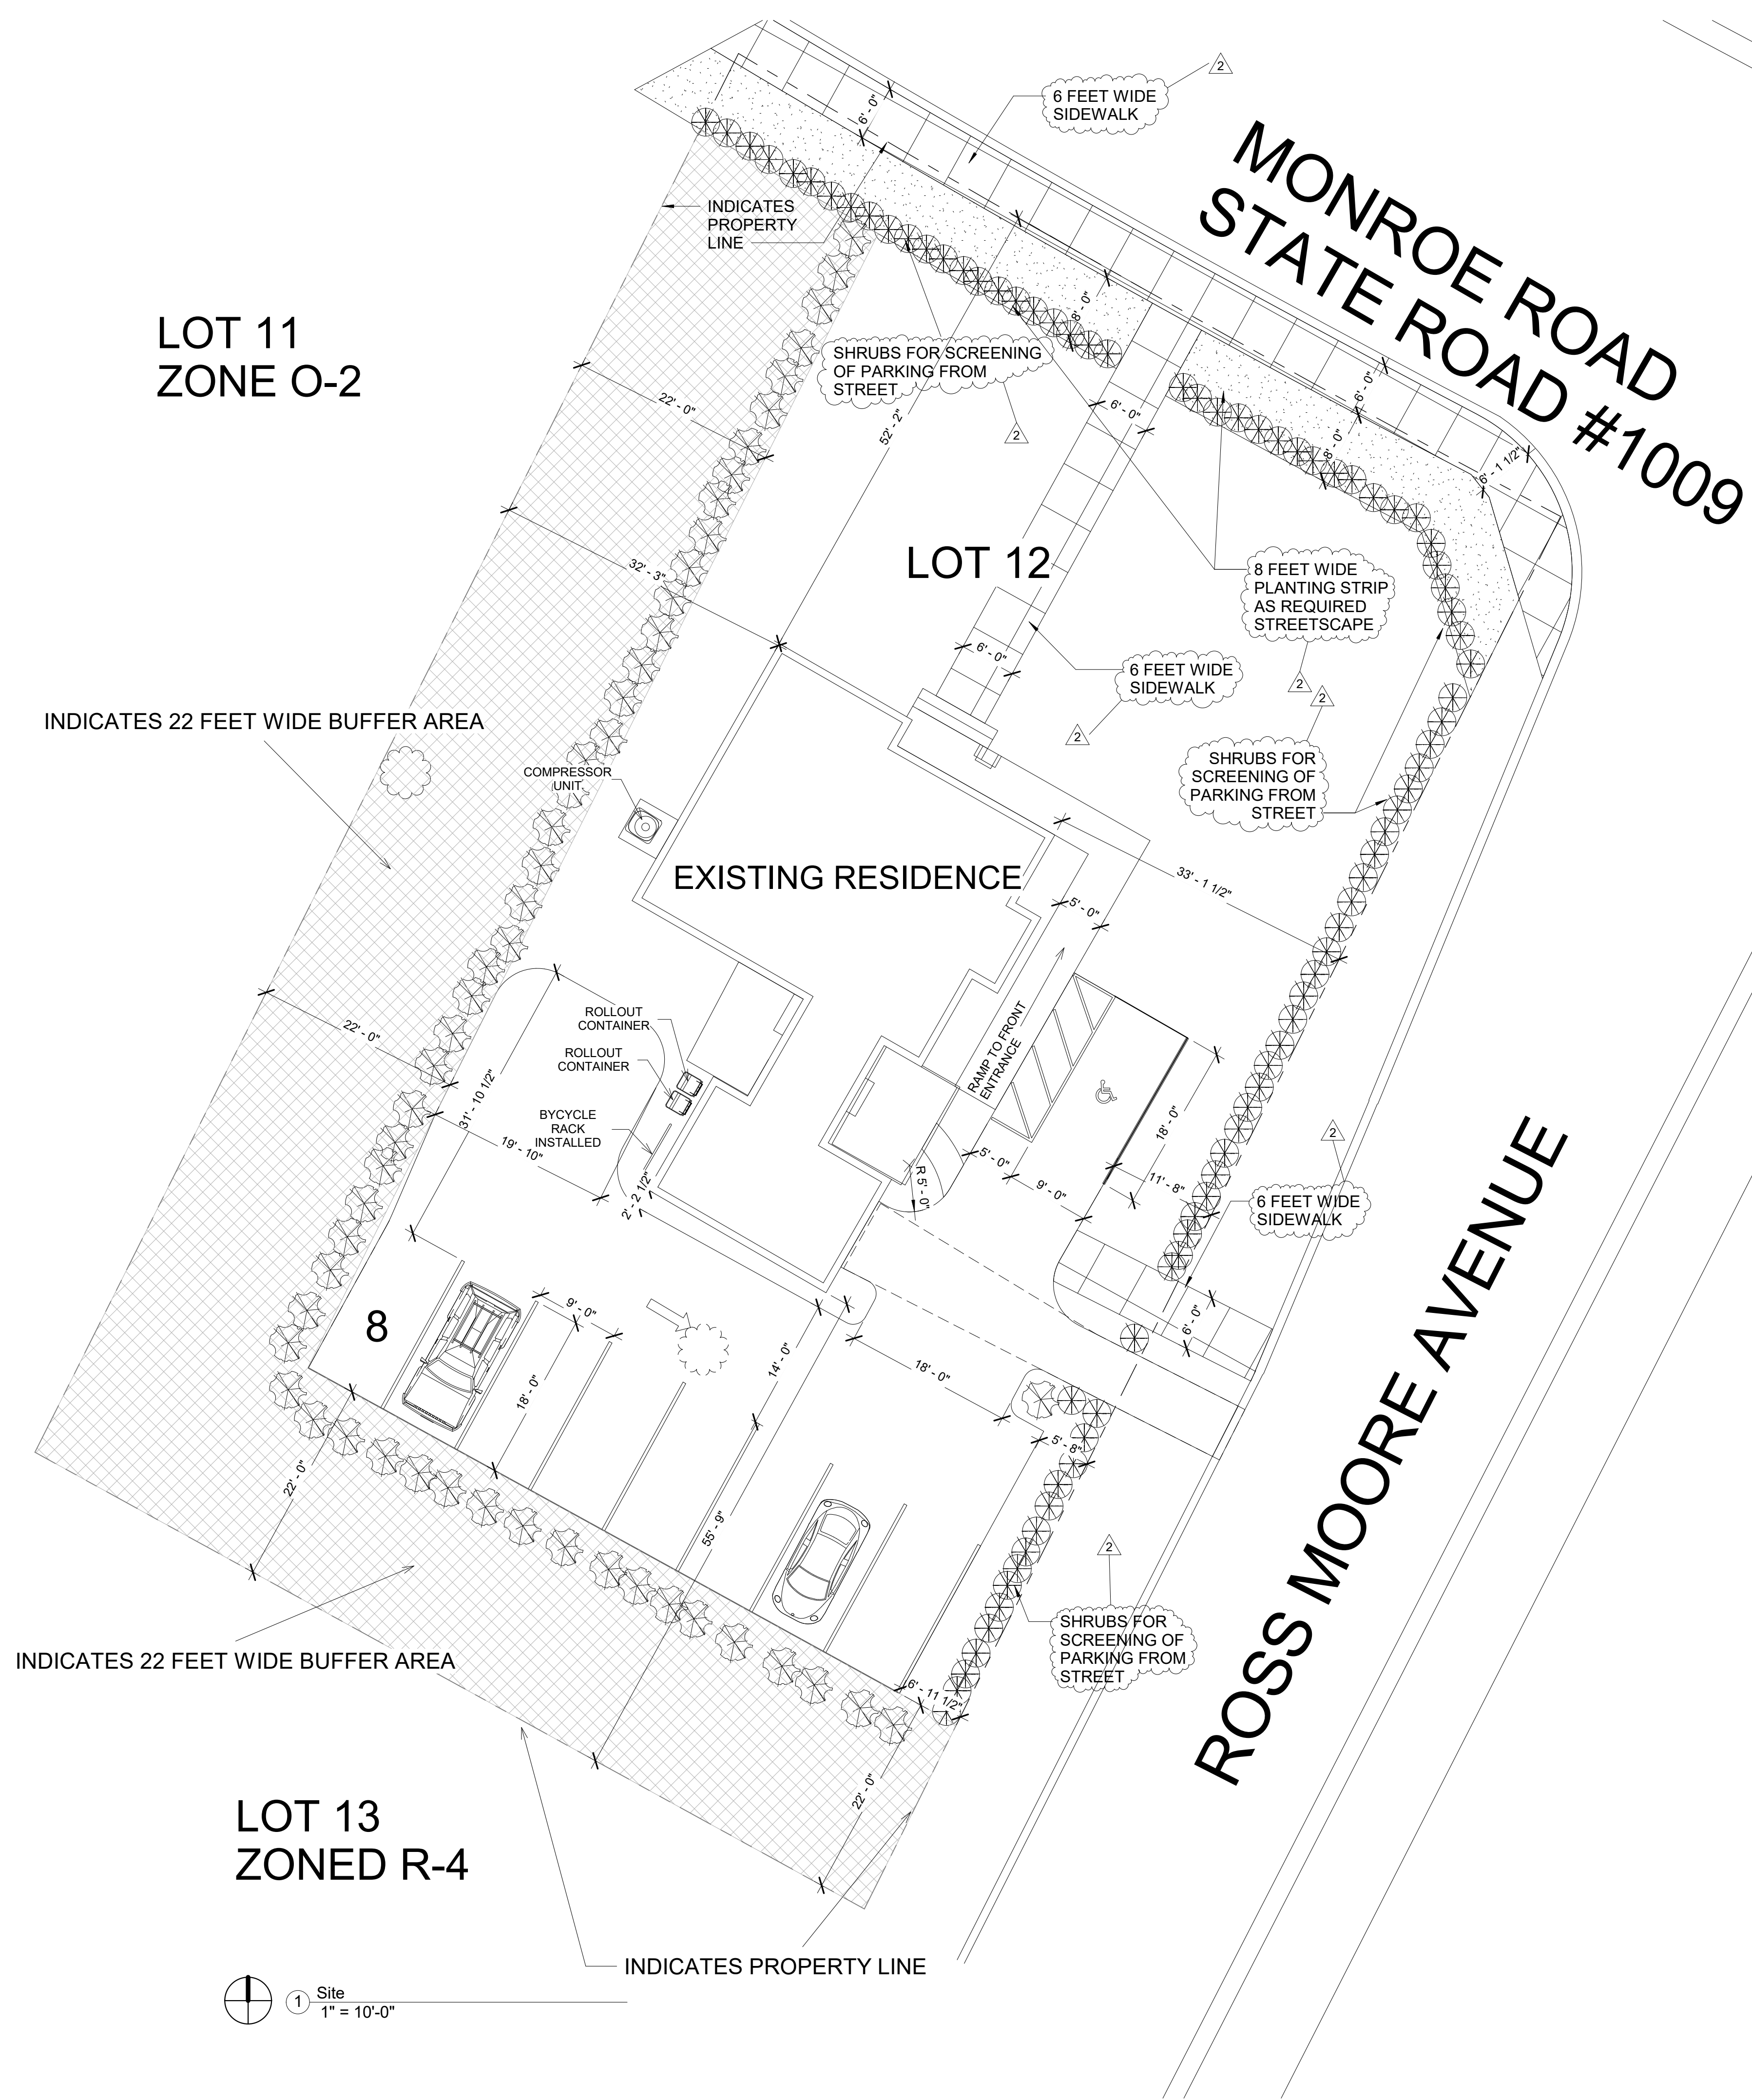 2
6 FEET WIDE
SIDEWALK
MONROE ROAD
STATE ROAD #1009
6' - 0"
INDICATES
PROPERTY
LINE
LOT 11
ZONE O-2
8' - 0"
SHRUBS FOR SCREENING
OF PARKING FROM
STREET
2
6' - 0"
6' - 0"
8' - 0"
6' - 1 1/2"
22' - 0"
52' - 2"
32' - 3"
LOT 12
8 FEET WIDE
PLANTING STRIP
AS REQUIRED
STREETSCAPE
2
6' - 0"
6 FEET WIDE
SIDEWALK
2
2
SHRUBS FOR
SCREENING OF
PARKING FROM
STREET
INDICATES 22 FEET WIDE BUFFER AREA
COMPRESSOR
UNIT
EXISTING RESIDENCE
33' - 1 1/2"
5' - 0"
ROLLOUT
CONTAINER
ROLLOUT
CONTAINER
BYCYCLE
RACK
INSTALLED
22' - 0"
31' - 10 1/2"
19' - 10"
2' - 2 1/2"
RAMP TO FRONT
ENTRANCE
18' - 0"
5' - 0"
R 5' - 0"
9' - 0"
11' - 8"
2
6 FEET WIDE
SIDEWALK
6' - 0"
ROSS MOORE AVENUE
8
9' - 0"
18' - 0"
14' - 0"
18' - 0"
5' - 8"
22' - 0"
55' - 9"
2
SHRUBS FOR
SCREENING OF
PARKING FROM
STREET
INDICATES 22 FEET WIDE BUFFER AREA
6' - 11 1/2"
22' - 0"
LOT 13
ZONED R-4
INDICATES PROPERTY LINE
1
Site
1" = 10'-0"